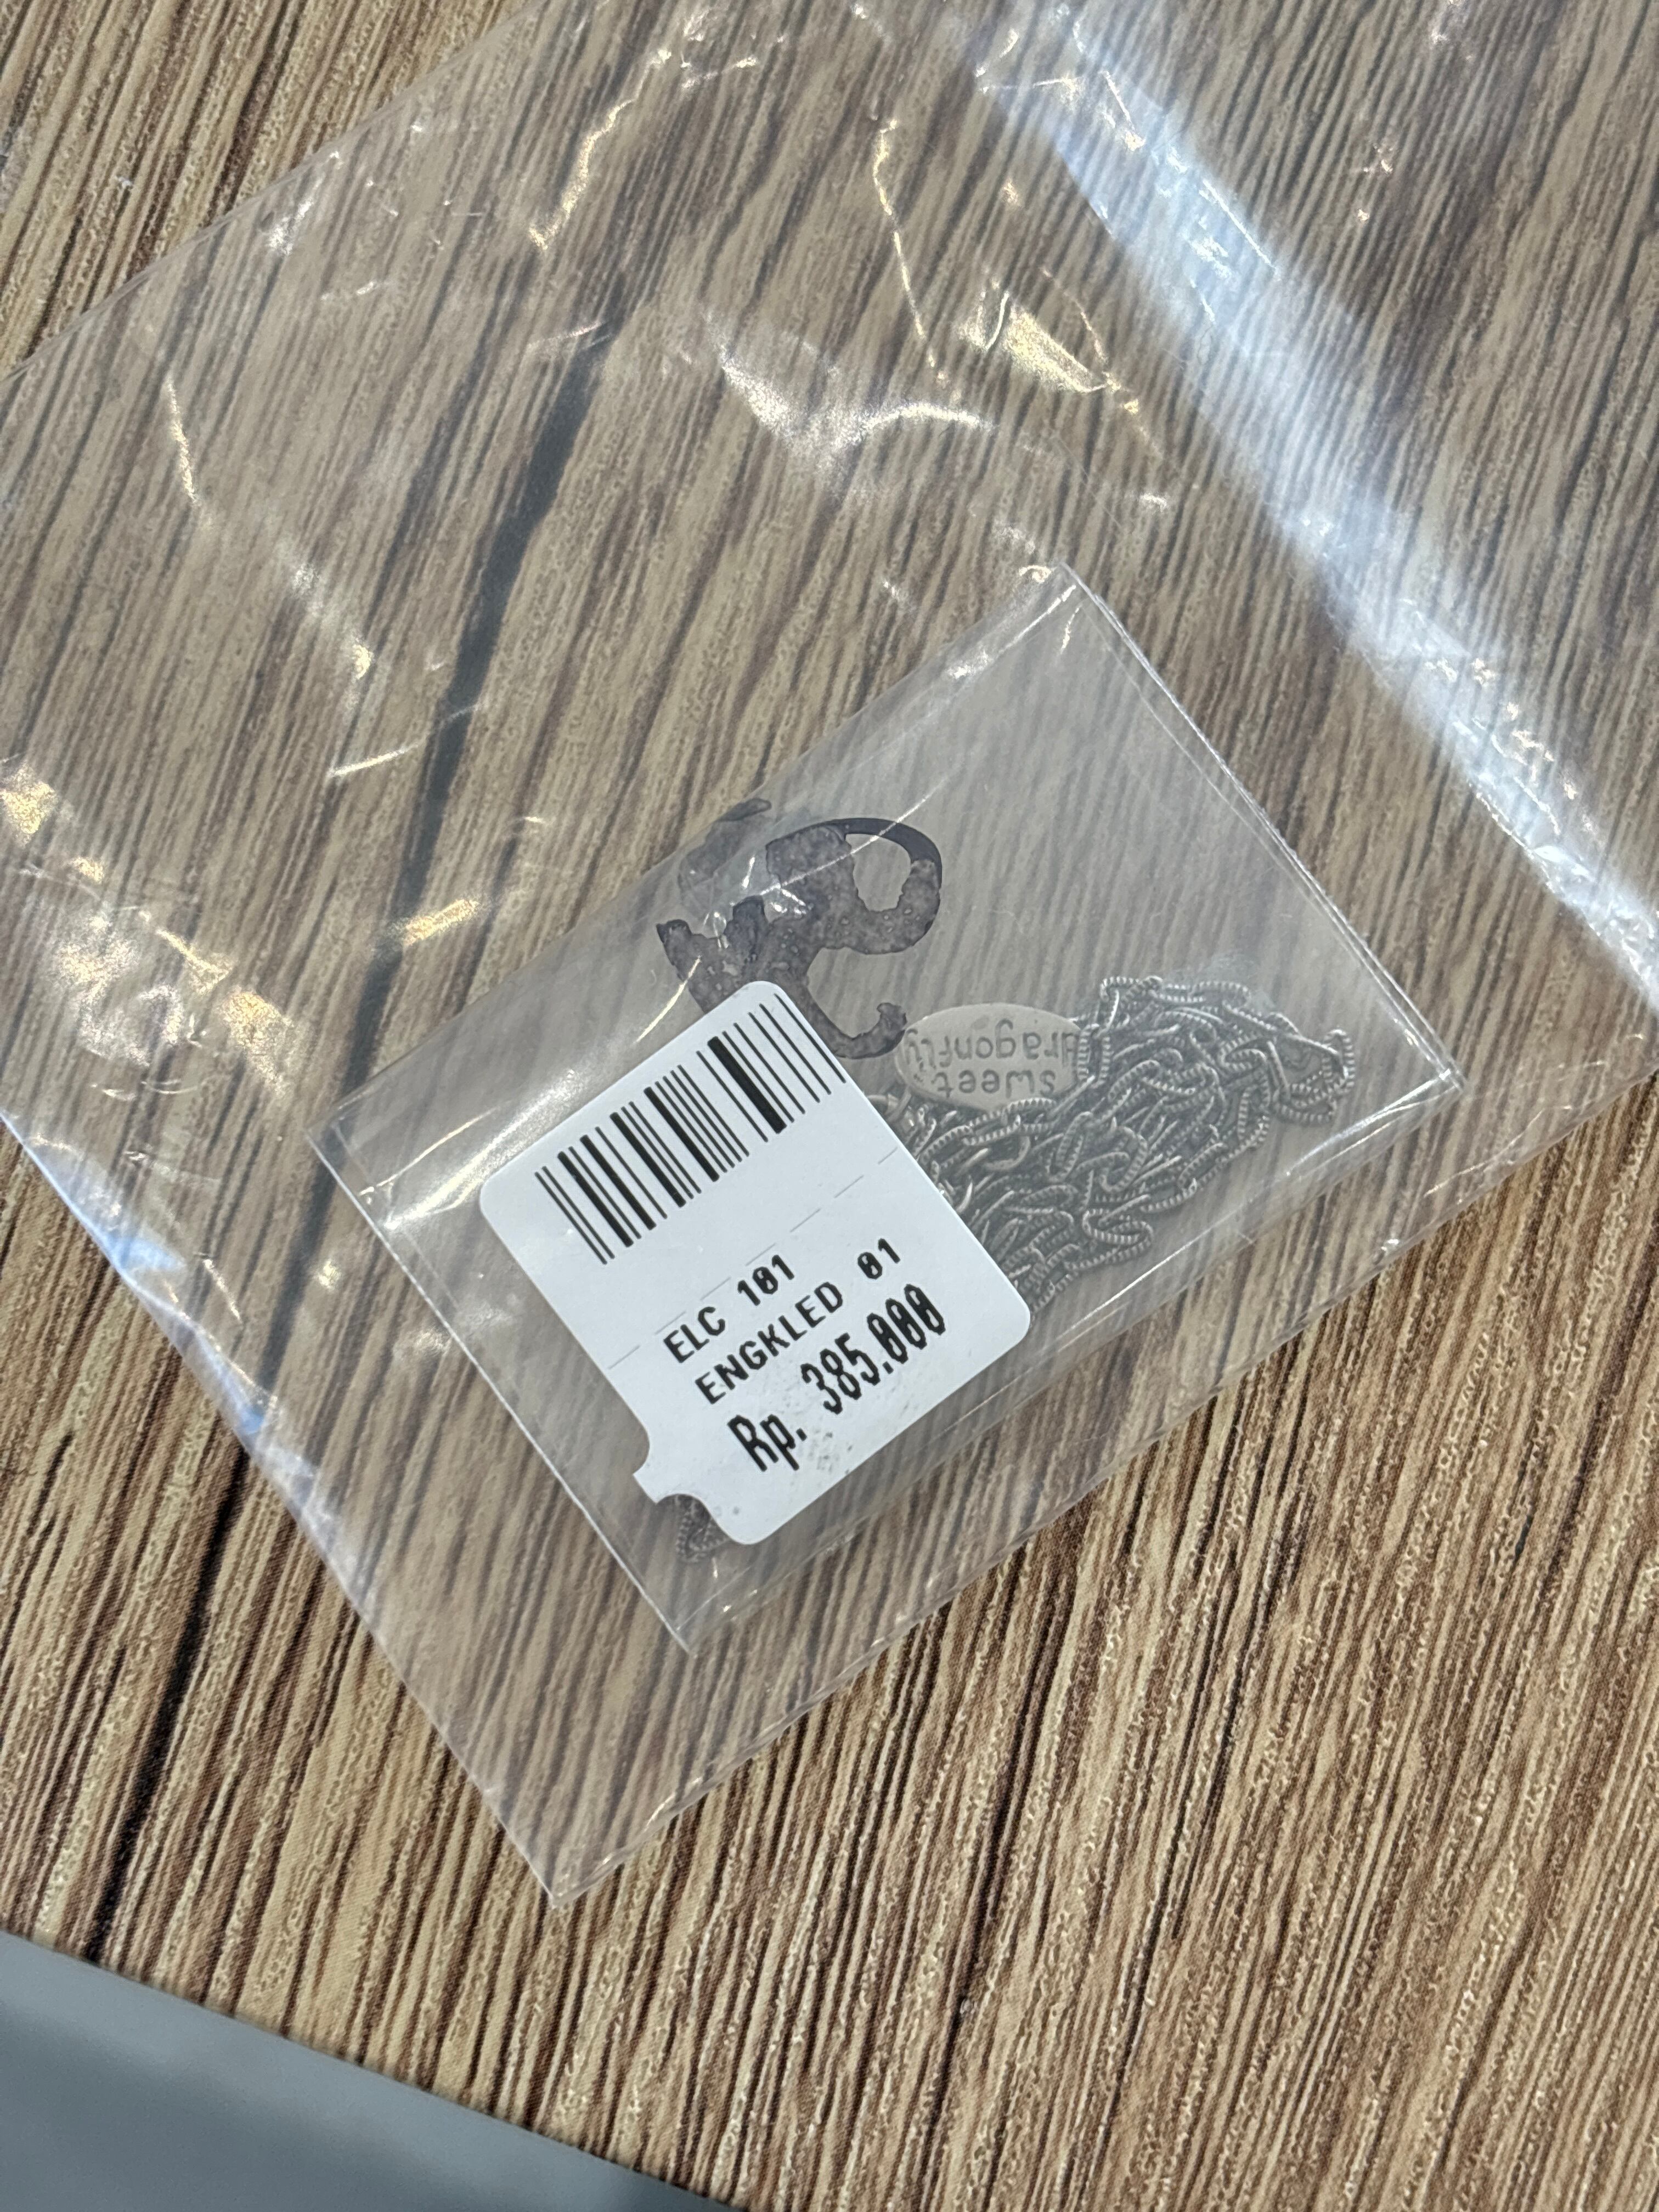 ELC 101
ENGKLED 01
Rp. 385.000
sweet
dragonfly